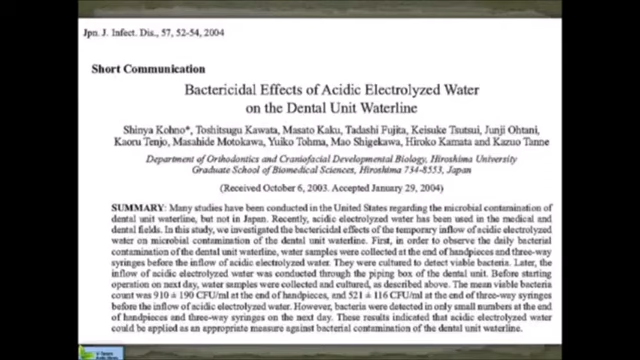 Jpn. J. Infect. Dis., 57, 52-54, 2004
Short Communication
Bactericidal Effects of Acidic Electrolyzed Water
on the Dental Unit Waterline
Shinya Kohno*, Toshitsugu Kawata, Masato Kaku, Tadashi Fujita, Keisuke Tsutsui, Junji Ohtani,
Kaoru Tenjo, Masahide Motokawa, Yuiko Tohma, Mao Shigekawa, Hiroko Kamata and Kazuo Tanne
Department of Orthodontics and Craniofacial Developmental Biology, Hiroshima University
Graduate School of Biomedical Sciences, Hiroshima 734-8553, Japan
(Received October 6, 2003. Accepted January 29, 2004)
SUMMARY: Many studies have been conducted in the United States regarding the microbial contamination of
dental unit waterline, but not in Japan. Recently, acidic electrolyzed water has been used in the medical and
dental fields. In this study, we investigated the bactericidal effects of the temporary inflow of acidic electrolyzed
water on microbial contamination of the dental unit waterline. First, in order to observe the daily bacterial
contamination of the dental unit waterline, water samples were collected at the end of handpieces and three-way
syringes before the inflow of acidic electrolyzed water. They were cultured to detect viable bacteria. Later, the
inflow of acidic electrolyzed water was conducted through the piping box of the dental unit. Before starting
operation on next day, water samples were collected and cultured, as described above. The mean viable bacteria
count was 910 ± 190 CFU/ml at the end of handpieces, and 521 ± 116 CFU/ml at the end of three-way syringes
before the inflow of acidic electrolyzed water. However, bacteria were detected in only small numbers at the end
of handpieces and three-way syringes on the next day. These results indicated that acidic electrolyzed water
could be applied as an appropriate measure against bacterial contamination of the dental unit waterline.